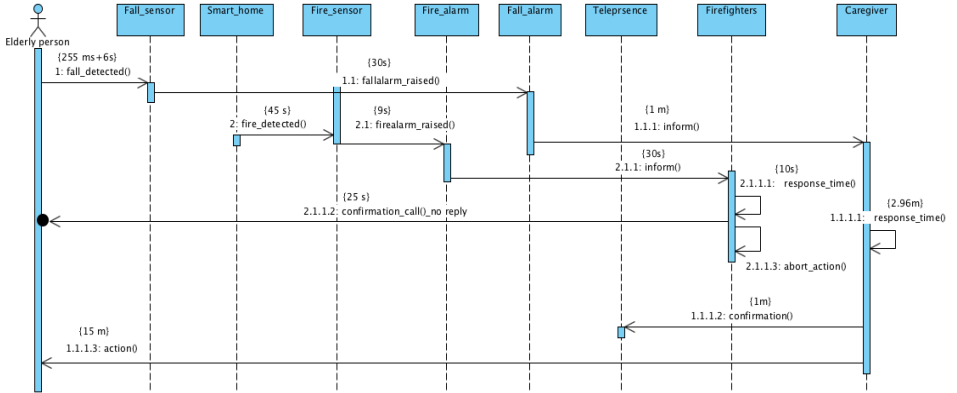 Fall_sensor
Smart_home
Fire_sensor
Fire_alarm
Fall_alarm
Teleprsence
Firefighters
Caregiver
Elderly person
{255 ms+6s}
1: fall_detected()
{30s}
1.1: fallalarm_raised()
{45 s}
2: fire_detected()
{9s}
2.1: firealarm_raised()
{1 m}
1.1.1: inform()
{30s}
2.1.1: inform()
{10s}
2.1.1.1: response_time()
{25 s}
2.1.1.2: confirmation_call()_no reply
{2.96m}
1.1.1.1: response_time()
2.1.1.3: abort_action()
{1m}
1.1.1.2: confirmation()
{15 m}
1.1.1.3: action()